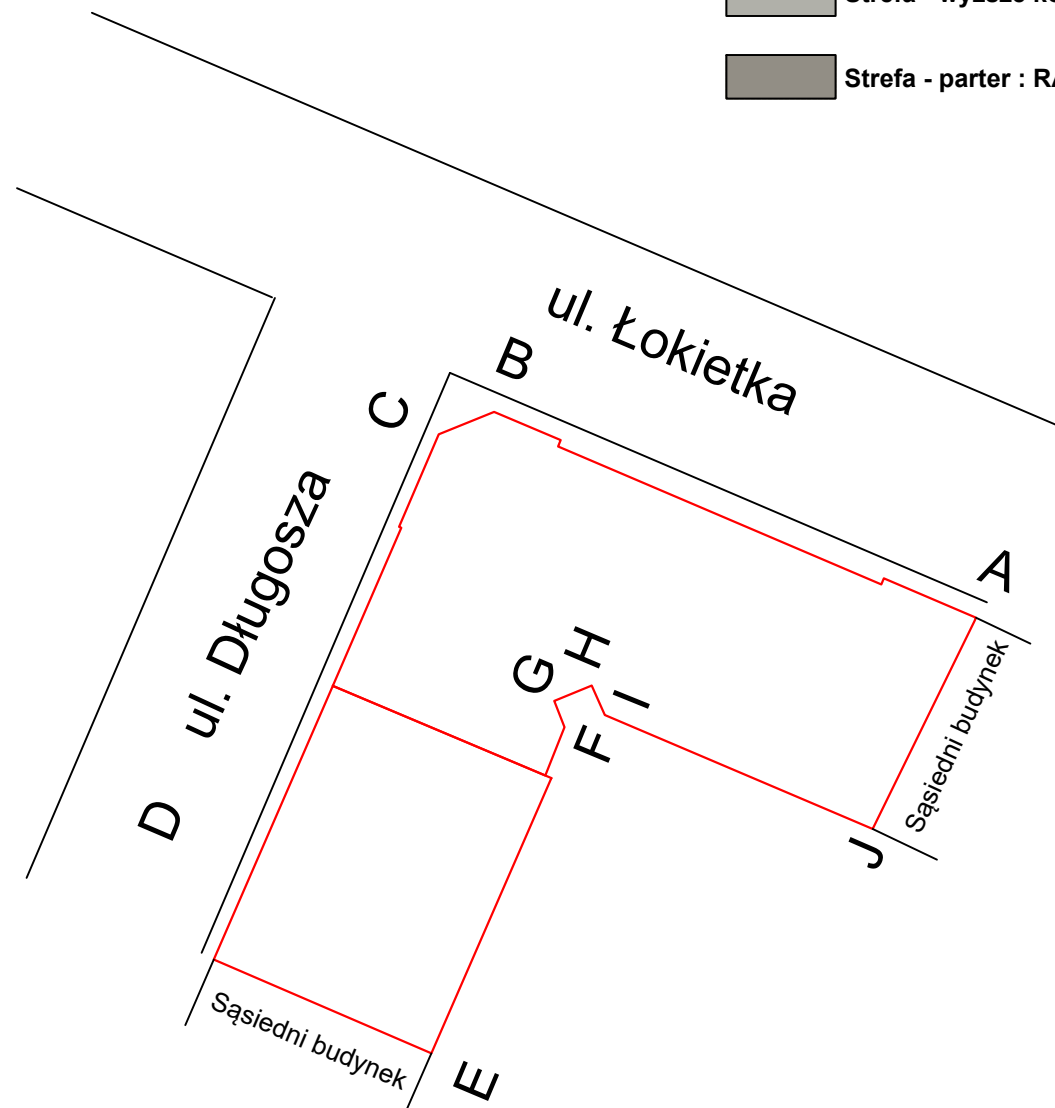 Strefa - parter :
ul. Łokietka
B
C
A
ul. Długosza
H
G
I
F
Sąsiedni budynek
D
J
Sąsiedni budynek
E